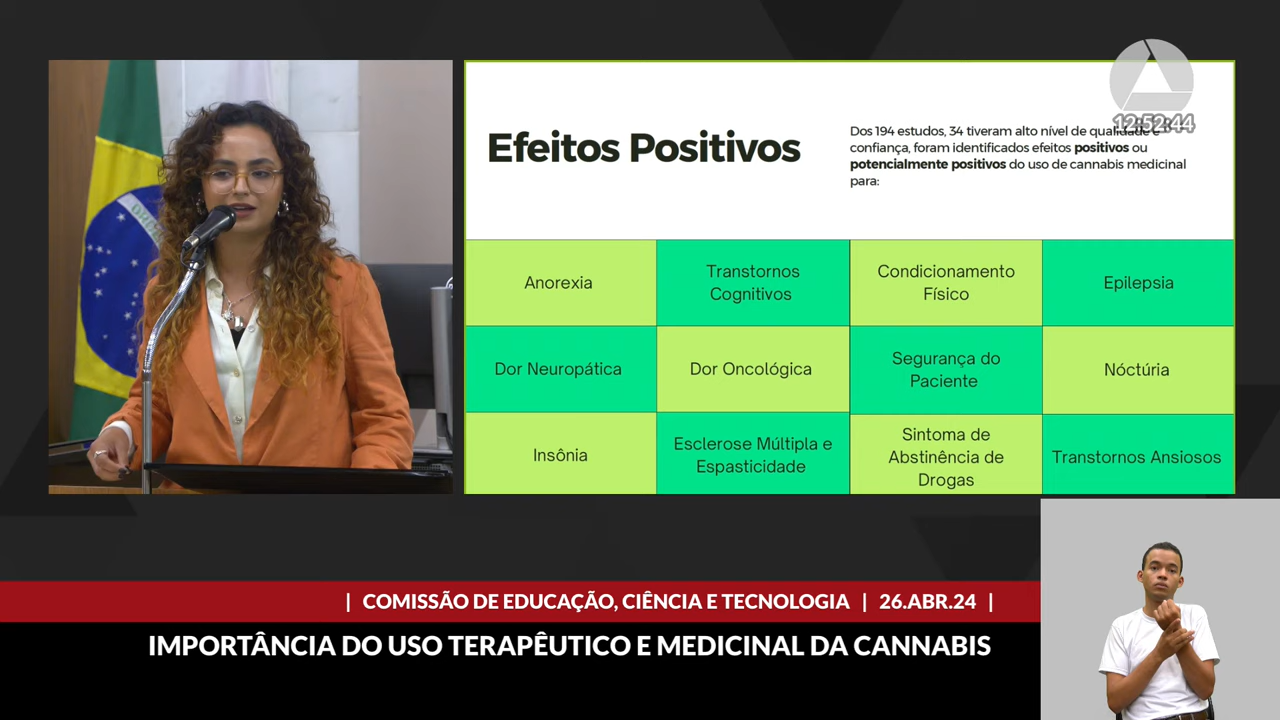 12:52:44
Efeitos Positivos
Dos 194 estudos, 34 tiveram alto nível de qualidade e
confiança, foram identificados efeitos positivos ou
potencialmente positivos do uso de cannabis medicinal
para:
Anorexia
Transtornos
Cognitivos
Condicionamento
Físico
Epilepsia
Dor Neuropática
Dor Oncológica
Segurança do
Paciente
Nóctúria
Insônia
Esclerose Múltipla e
Espasticidade
Sintoma de
Abstinência de
Drogas
Transtornos Ansiosos
| COMISSÃO DE EDUCAÇÃO, CIÊNCIA E TECNOLOGIA | 26.ABR.24 |
IMPORTÂNCIA DO USO TERAPÊUTICO E MEDICINAL DA CANNABIS